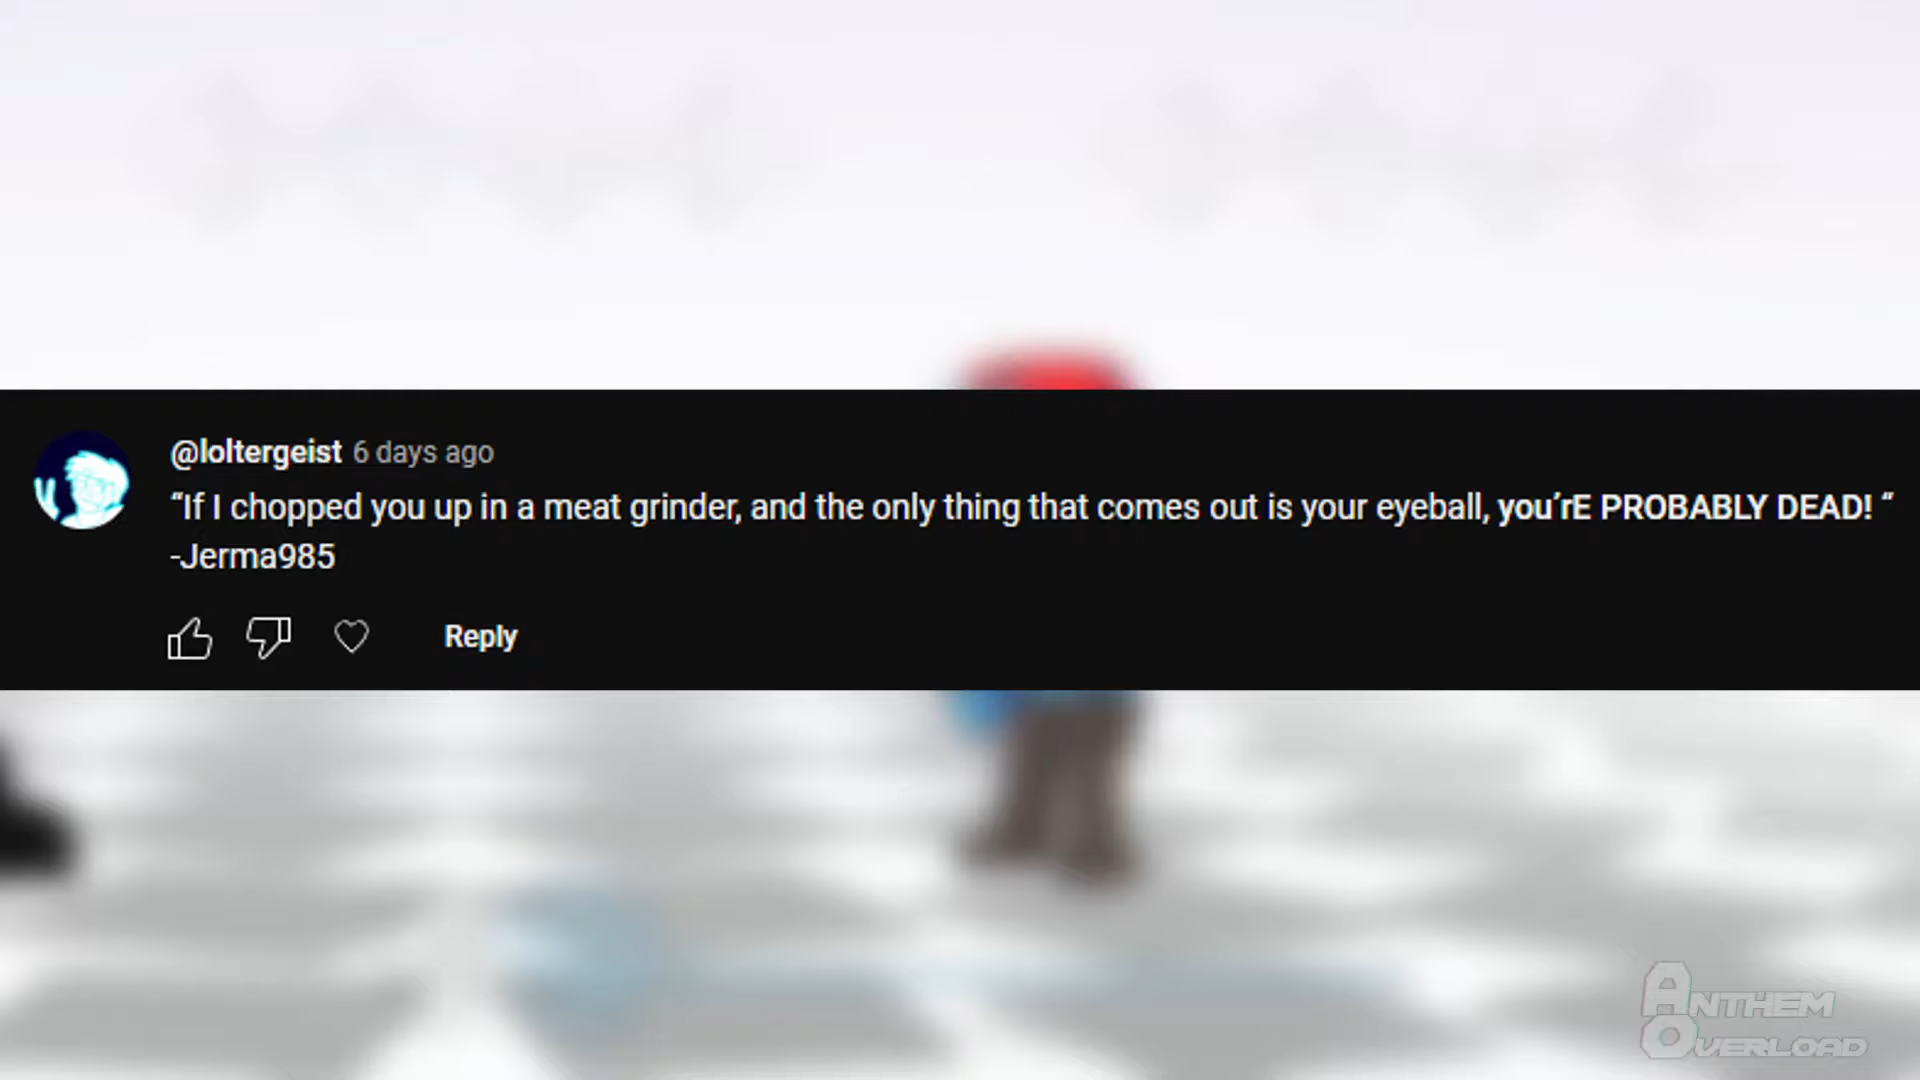 @loltergeist 6 days ago
“If I chopped you up in a meat grinder, and the only thing that comes out is your eyeball, you’rE PROBABLY DEAD! “
-Jerma985
Reply
ANTHEM
OVERLOAD